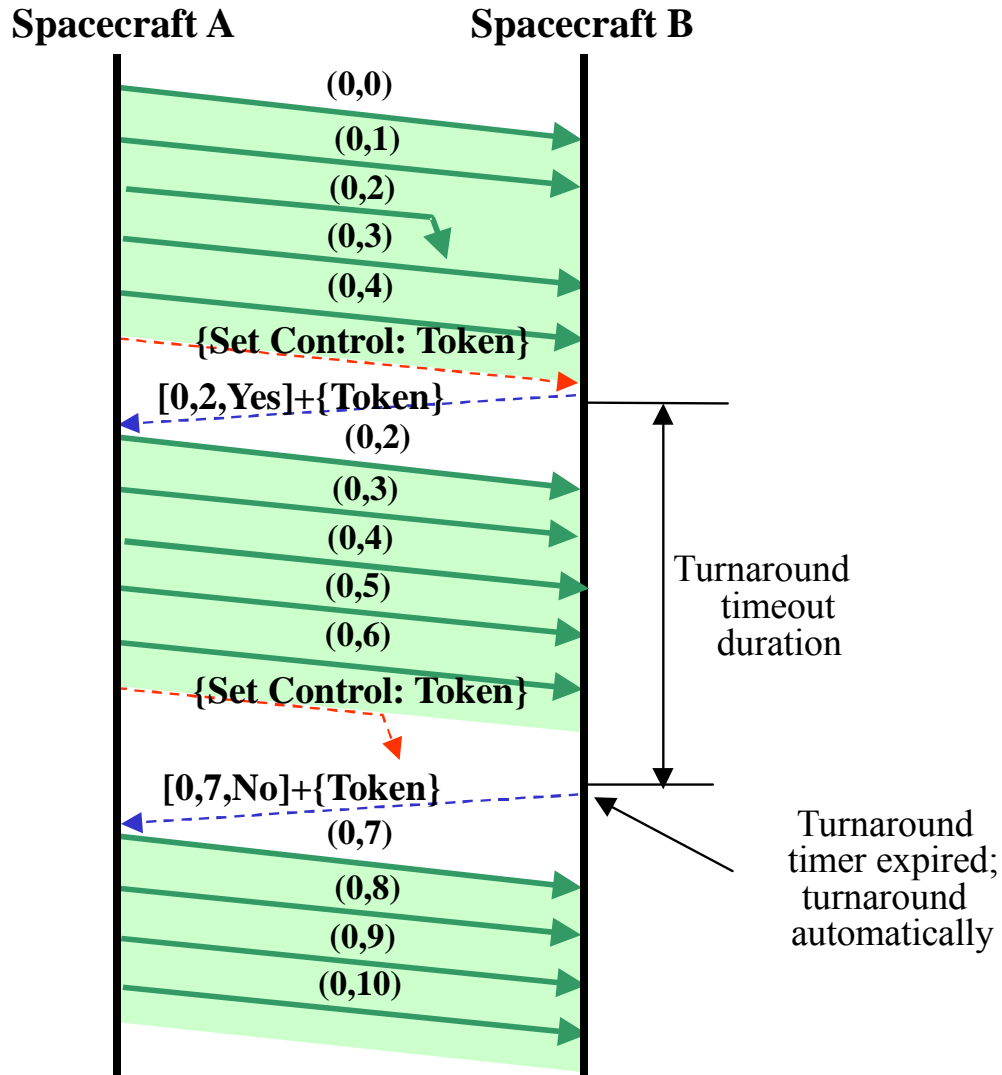 Spacecraft A
Spacecraft B
(0,0)
(0,1)
(0,2)
(0,3)
(0,4)
{Set Control: Token}
[0,2,Yes]+{Token}
(0,2)
(0,3)
(0,4)
(0,5)
(0,6)
{Set Control: Token}
Turnaround
timeout
duration
[0,7,No]+{Token}
(0,7)
(0,8)
(0,9)
(0,10)
Turnaround
timer expired;
turnaround
automatically